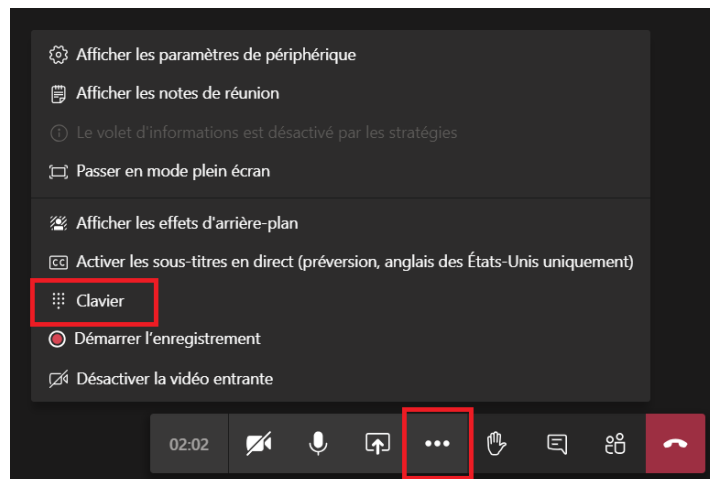 Afficher les paramètres de périphérique
Afficher les notes de réunion
Le volet d'informations est désactivé par les stratégies
Passer en mode plein écran
Afficher les effets d'arrière-plan
CC Activer les sous-titres en direct (préversion, anglais des États-Unis uniquement)
Clavier
Démarrer l'enregistrement
Désactiver la vidéo entrante
02:02